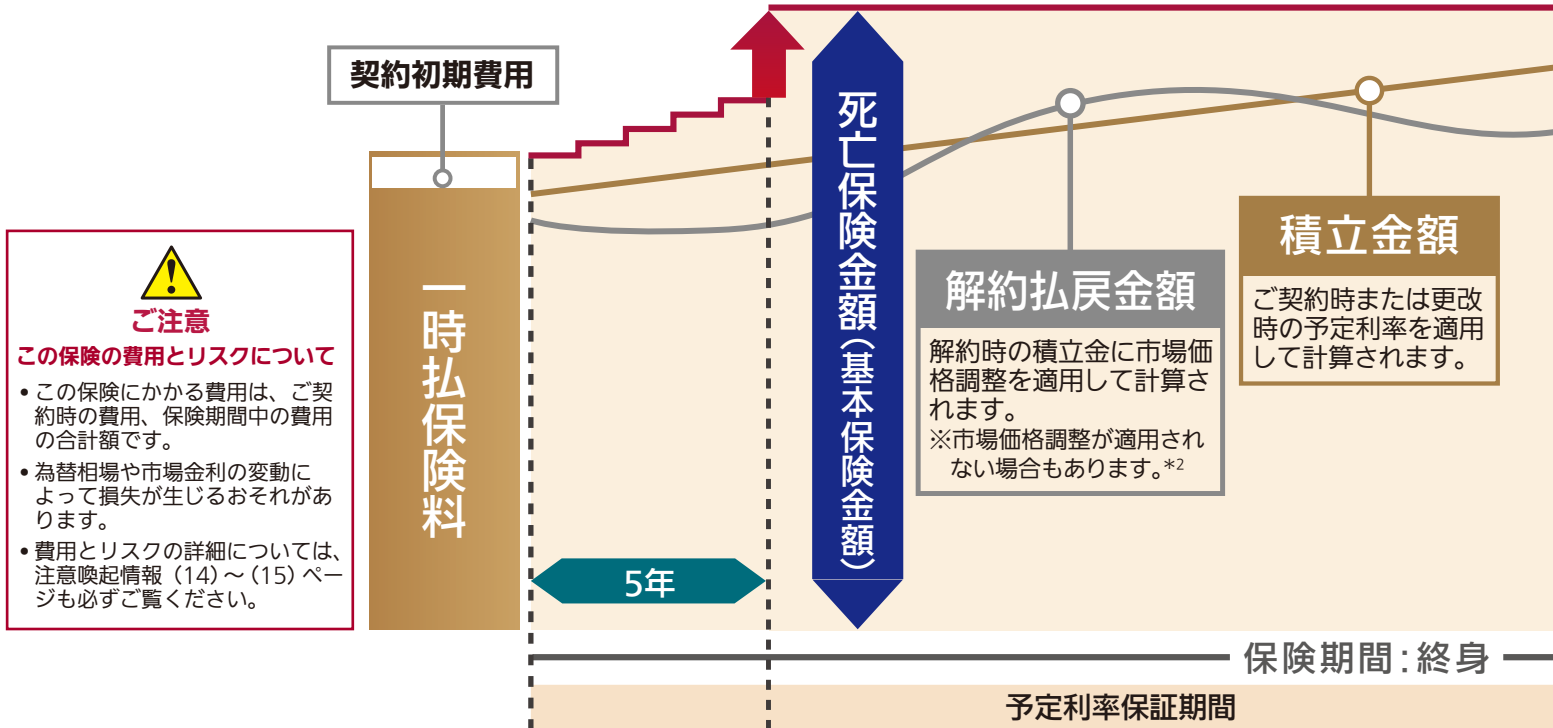 契約初期費用
ご注意
この保険の費用とリスクについて
•この保険にかかる費用は、ご契
約時の費用、保険期間中の費用
の合計額です。
•為替相場や市場金利の変動に
よって損失が生じるおそれがあ
ります。
•費用とリスクの詳細については、
注意喚起情報（14）～（15）ペー
ジも必ずご覧ください。
一時払保険料
5年
死亡保険金額（基本保険金額）
解約払戻金額
解約時の積立金に市場価
格調整を適用して計算さ
れます。
※市場価格調整が適用され
ない場合もあります。*2
積立金額
ご契約時または更改
時の予定利率を適用
して計算されます。
保険期間：終身
予定利率保証期間